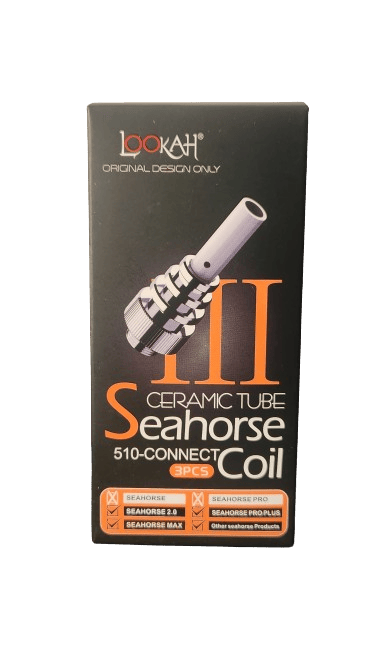 LOOKAH®
ORIGINAL DESIGN ONLY
III
CERAMIC TUBE
Seahorse
510-CONNECT Coil
3PCS
SEAHORSE SEAHORSE PRO
SEAHORSE 2.0 SEAHORSE PRO PLUS
SEAHORSE MAX Other seahorse Products